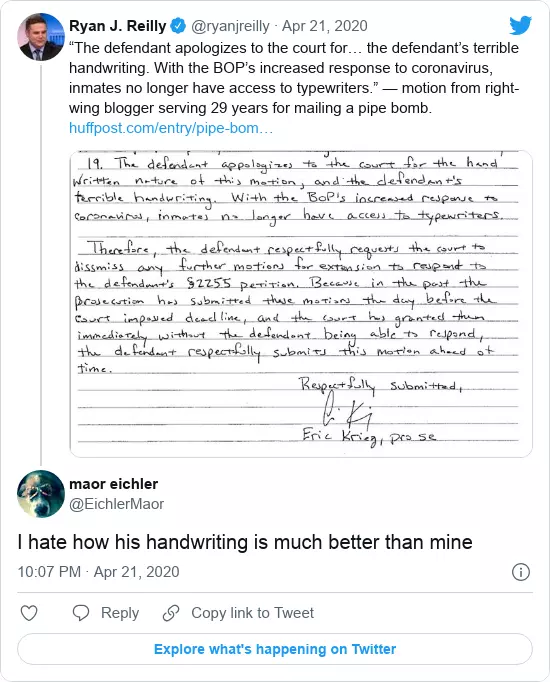 Ryan J. Reilly @ryanjreilly · Apr 21, 2020
“The defendant apologizes to the court for… the defendant’s terrible
handwriting. With the BOP’s increased response to coronavirus,
inmates no longer have access to typewriters.” — motion from right-
wing blogger serving 29 years for mailing a pipe bomb.
huffpost.com/entry/pipe-bom…
19. The defendant appologizes to the court for the hand
written nature of this motion, and the defendant's
terrible handwriting. With the BOP's increased response to
coronavirus, inmates no longer have access to typewriters.
Therefore, the defendant respectfully requests the court to
dissmiss any further motions for extension to respond to
the defendant's §2255 petition. Because in the past the
prosecution has submitted these motions the day before the
court imposed deadline, and the court has granted them
immediately without the defendant being able to respond,
the defendant respectfully submits this motion ahead of
time.
Respectfully submitted,
Eric Krieg, pro se
maor eichler
@EichlerMaor
I hate how his handwriting is much better than mine
10:07 PM · Apr 21, 2020
Reply
Copy link to Tweet
Explore what's happening on Twitter